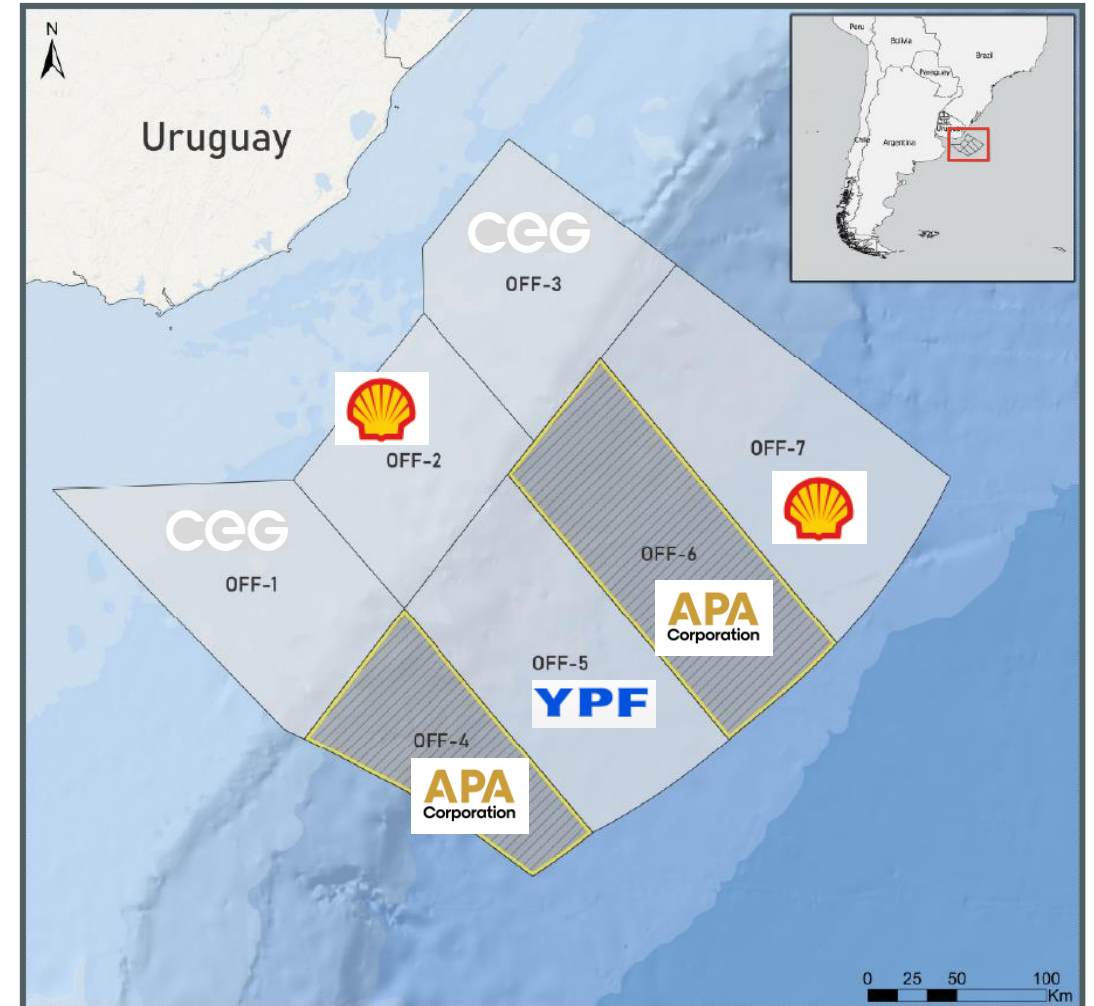 N
Uruguay
Peru
Bolivia
Brazil
Paraguay
Chile
Argentina
Uruguay
CEG
OFF-3
OFF-2
OFF-7
CEG
OFF-1
OFF-6
APA
Corporation
OFF-5
YPF
OFF-4
APA
Corporation
0 25 50 100
Km